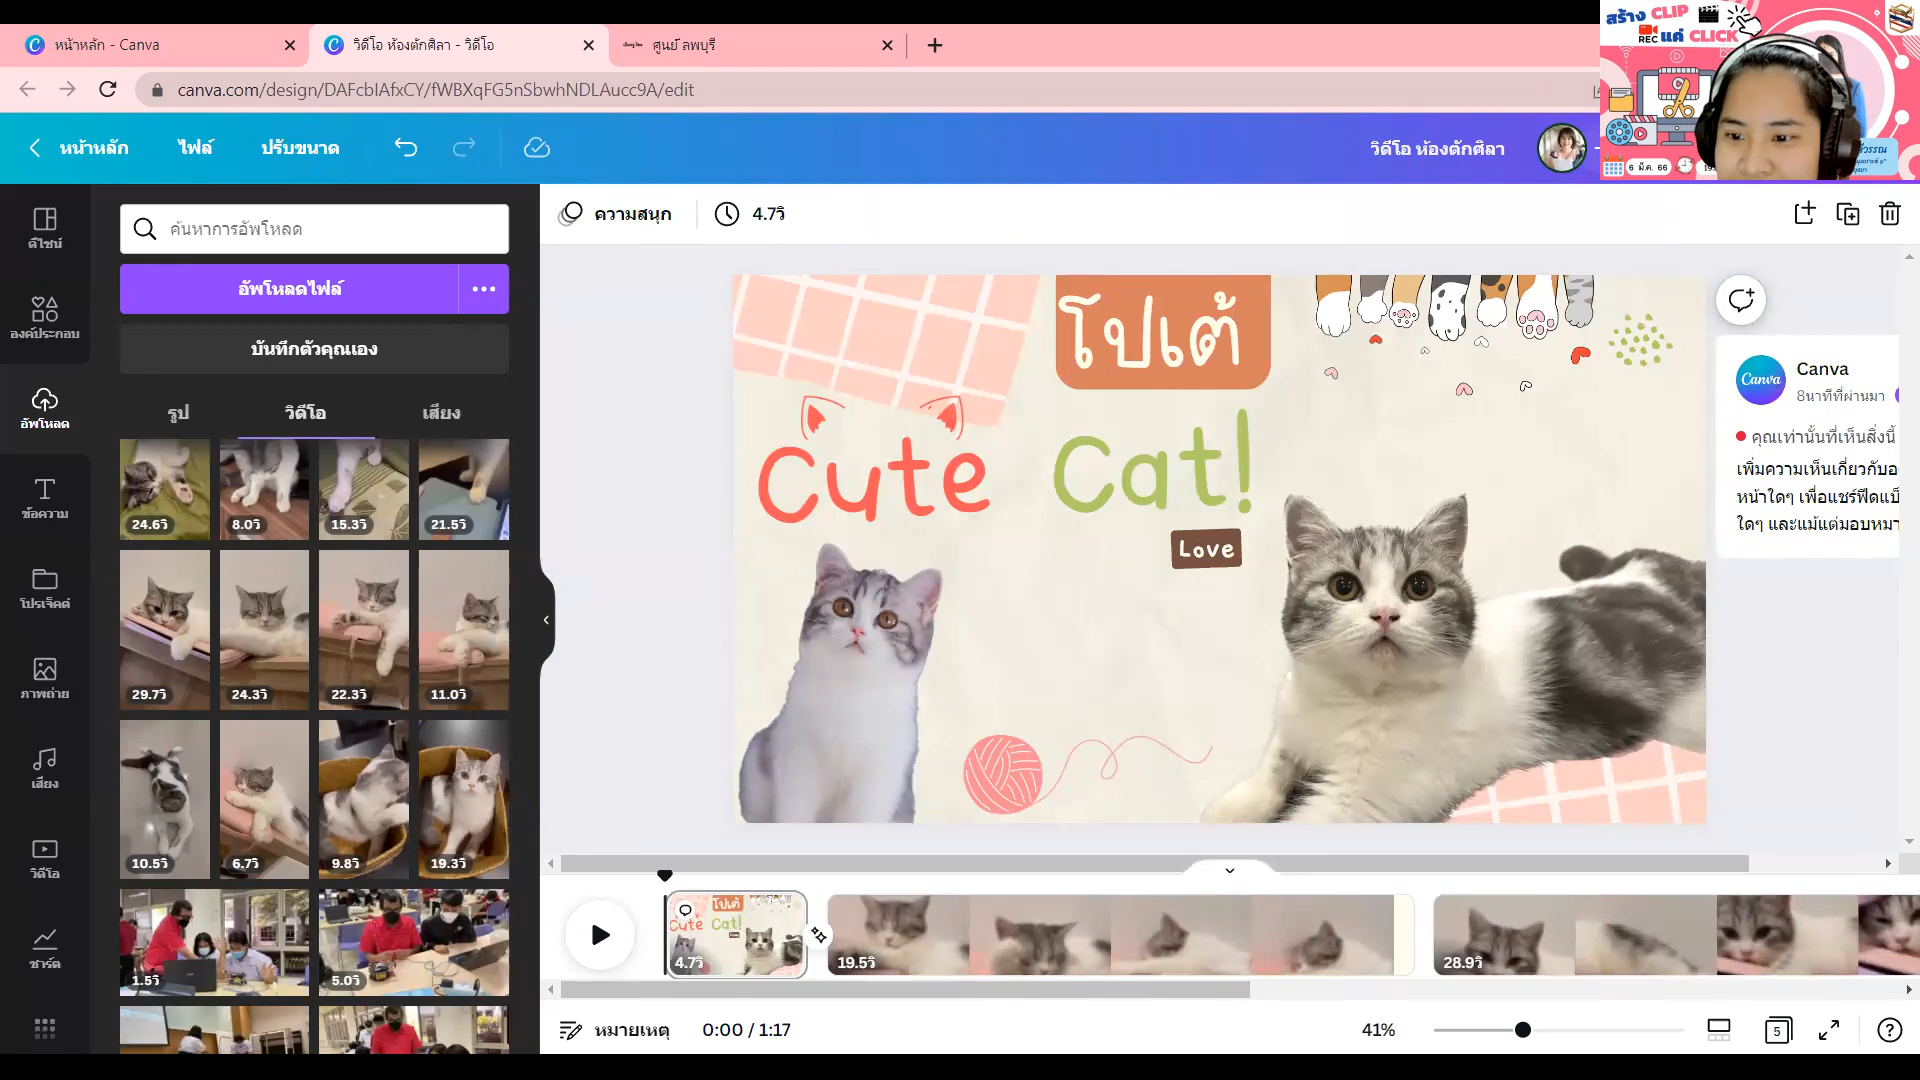 หน้าหลัก - Canva
วิดีโอ ห้องตักศิลา - วิดีโอ
ศูนย์ ลพบุรี
canva.com/design/DAFcbIAfxCY/fWBXqFG5nSbwhNDLAucc9A/edit
สร้าง CLIP
REC แค่ CLICK
6 มี.ค. 66
หน้าหลัก
ไฟล์
ปรับขนาด
วิดีโอ ห้องตักศิลา
ดีไซน์
องค์ประกอบ
อัพโหลด
ข้อความ
โปรเจ็คต์
ภาพถ่าย
เสียง
วิดีโอ
ชาร์ต
ค้นหาการอัพโหลด
อัพโหลดไฟล์
บันทึกตัวคุณเอง
รูป
วิดีโอ
เสียง
24.6วิ
8.0วิ
15.3วิ
21.5วิ
29.7วิ
24.3วิ
22.3วิ
11.0วิ
10.5วิ
6.7วิ
9.8วิ
19.3วิ
1.5วิ
5.0วิ
ความสนุก
4.7วิ
โปเต้
Cute Cat!
Love
Canva
Canva
8นาทีที่ผ่านมา
คุณเท่านั้นที่เห็นสิ่งนี้
เพิ่มความเห็นเกี่ยวกับอ
หน้าใดๆ เพื่อแชร์ฟีดแบ็
ใดๆ และแม้แต่มอบหมา
โปเต้
Cute Cat!
4.7วิ
19.5วิ
28.9วิ
หมายเหตุ
0:00 / 1:17
41%
5